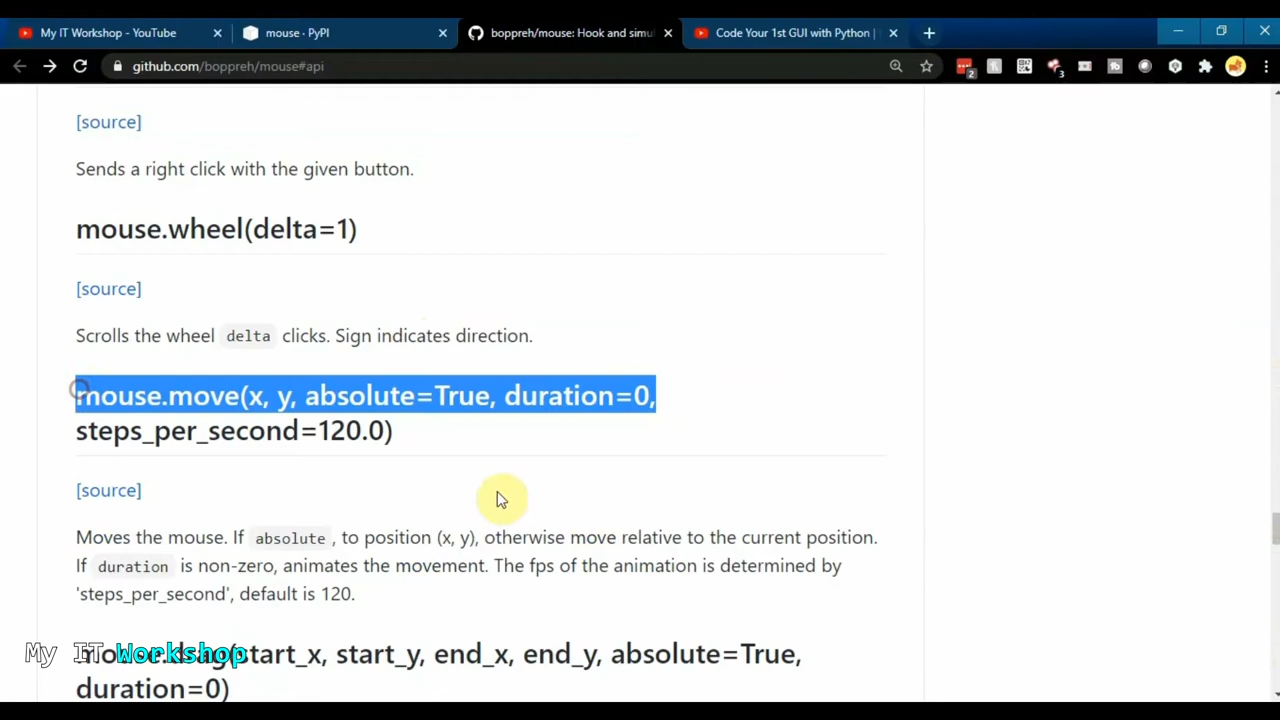 My IT Workshop - YouTube
mouse · PyPI
boppreh/mouse: Hook and simul
Code Your 1st GUI with Python |
github.com/boppreh/mouse#api
2
3
[source]
Sends a right click with the given button.
mouse.wheel(delta=1)
[source]
Scrolls the wheel delta clicks. Sign indicates direction.
mouse.move(x, y, absolute=True, duration=0,
steps_per_second=120.0)
[source]
Moves the mouse. If absolute , to position (x, y), otherwise move relative to the current position.
If duration is non-zero, animates the movement. The fps of the animation is determined by
'steps_per_second', default is 120.
mouse.drag(start_x, start_y, end_x, end_y, absolute=True,
duration=0)
My IT Workshop